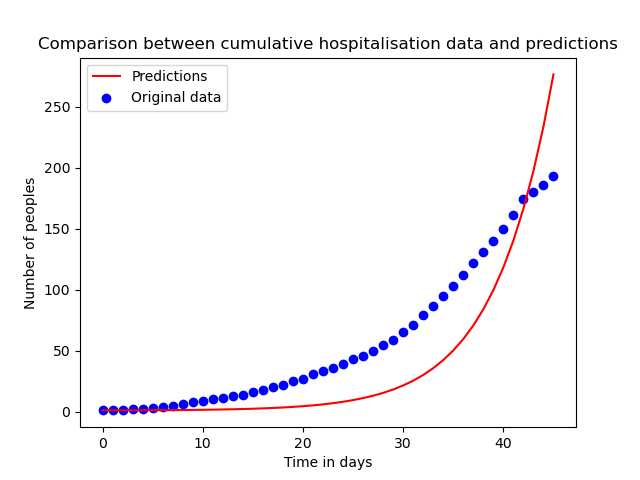 Comparison between cumulative hospitalisation data and predictions
Predictions
Original data
Number of peoples
250
200
150
100
50
0
0 10 20 30 40
Time in days